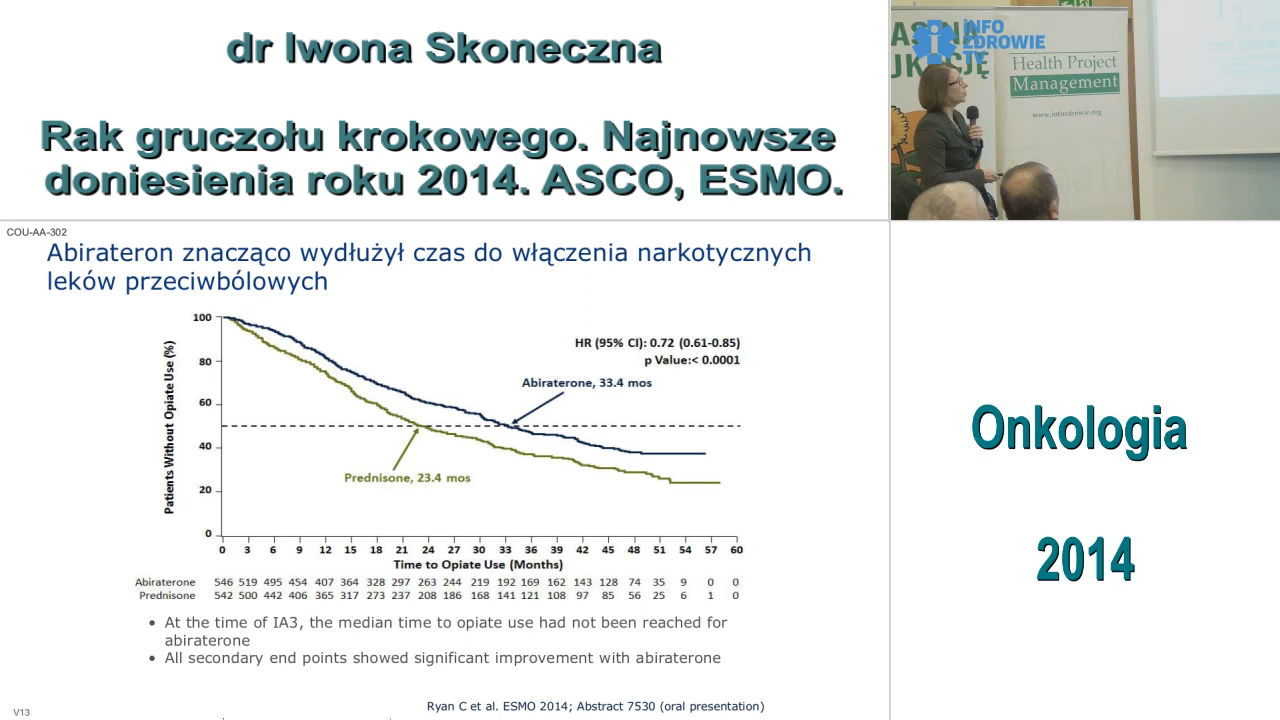 dr Iwona Skoneczna
Rak gruczołu krokowego. Najnowsze
doniesienia roku 2014. ASCO, ESMO.
iNFO
ZDROWIE
TV
Health Project
Management
www.infozdrowie.org
COU-AA-302
Abirateron znacząco wydłużył czas do włączenia narkotycznych
leków przeciwbólowych
Patients Without Opiate Use (%)
100
80
60
40
20
0
HR (95% CI): 0.72 (0.61-0.85)
p Value:< 0.0001
Abiraterone, 33.4 mos
Prednisone, 23.4 mos
0 3 6 9 12 15 18 21 24 27 30 33 36 39 42 45 48 51 54 57 60
Time to Opiate Use (Months)
Abiraterone 546 519 495 454 407 364 328 297 263 244 219 192 169 162 143 128 74 35 9 0 0
Prednisone 542 500 442 406 365 317 273 237 208 186 168 141 121 108 97 85 56 25 6 1 0
• At the time of IA3, the median time to opiate use had not been reached for
abiraterone
• All secondary end points showed significant improvement with abiraterone
Ryan C et al. ESMO 2014; Abstract 7530 (oral presentation)
V13
Onkologia
2014